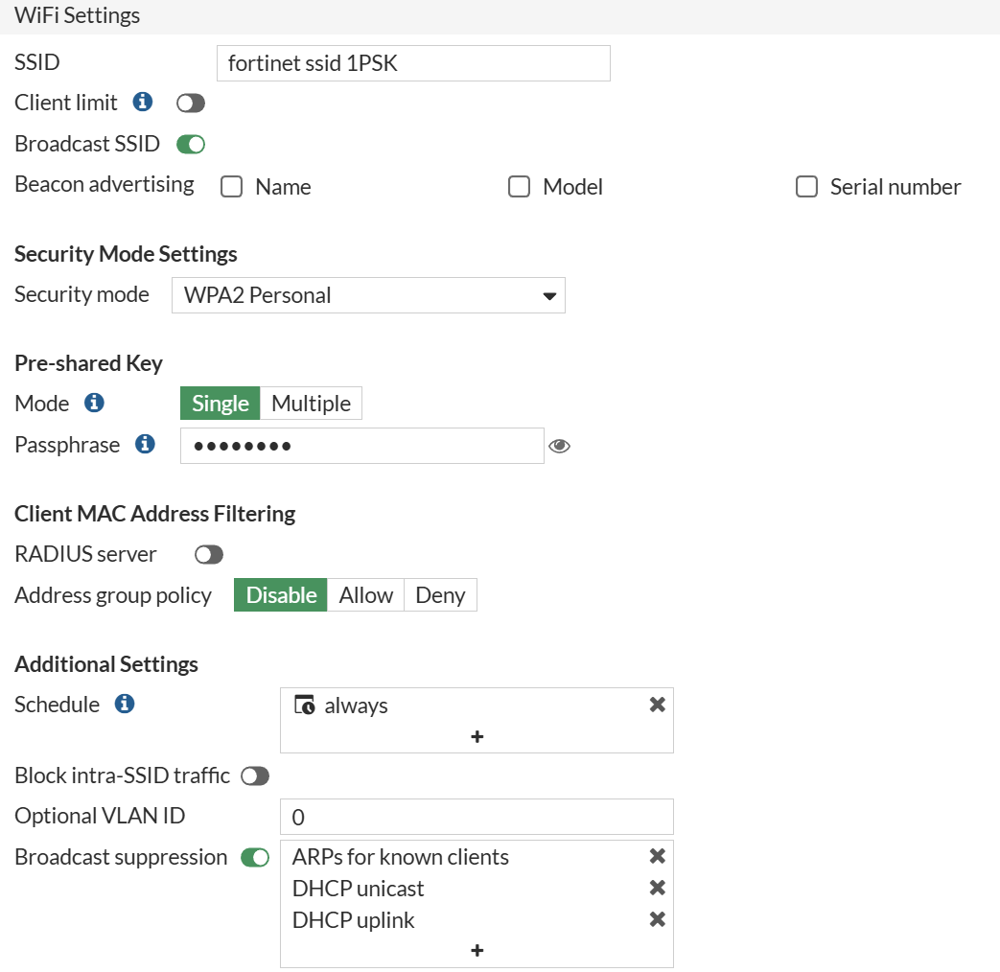 WiFi Settings
SSID fortinet ssid 1PSK
Client limit
Broadcast SSID
Beacon advertising Name Model Serial number
Security Mode Settings
Security mode WPA2 Personal
Pre-shared Key
Mode Single Multiple
Passphrase ••••••••
Client MAC Address Filtering
RADIUS server
Address group policy Disable Allow Deny
Additional Settings
Schedule always
Block intra-SSID traffic
Optional VLAN ID 0
Broadcast suppression ARPs for known clients
DHCP unicast
DHCP uplink